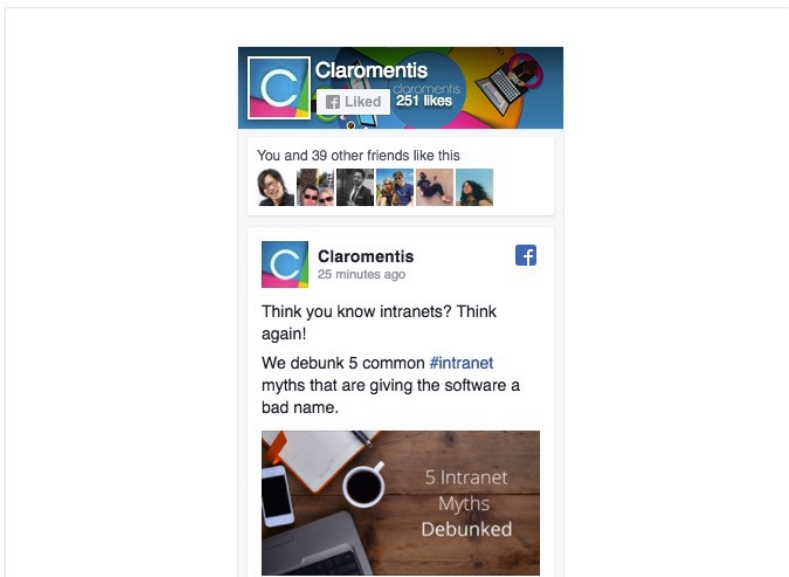 Claromentis
Liked
claromentis
251 likes
You and 39 other friends like this
Claromentis
25 minutes ago
Think you know intranets? Think
again!
We debunk 5 common #intranet
myths that are giving the software a
bad name.
5 Intranet
Myths
Debunked